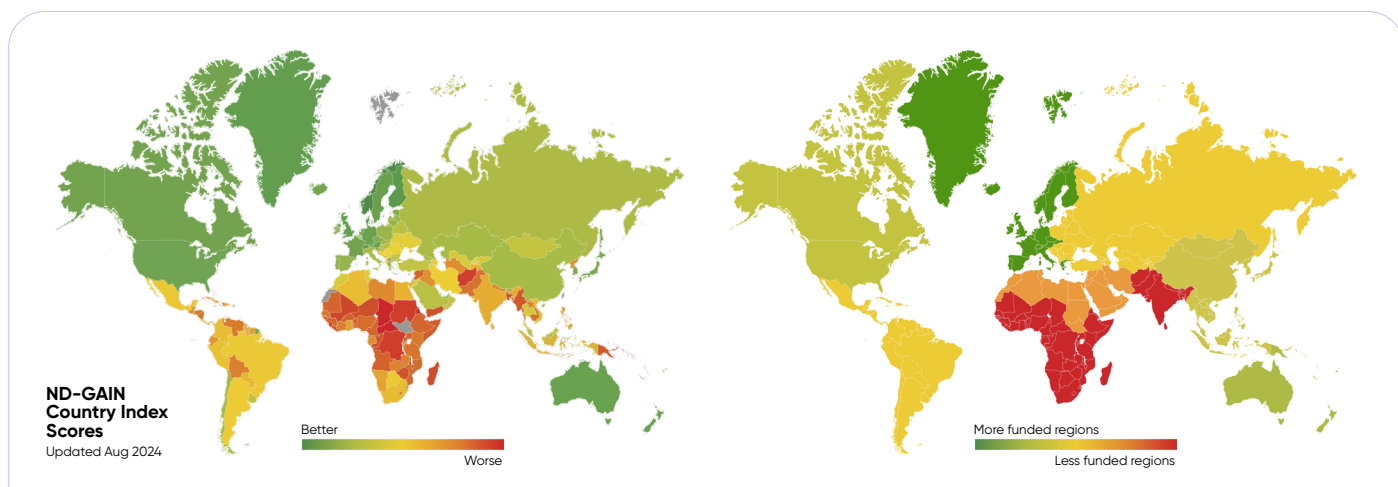 ND-GAIN
Country Index
Scores
Updated Aug 2024
Better
Worse
More funded regions
Less funded regions